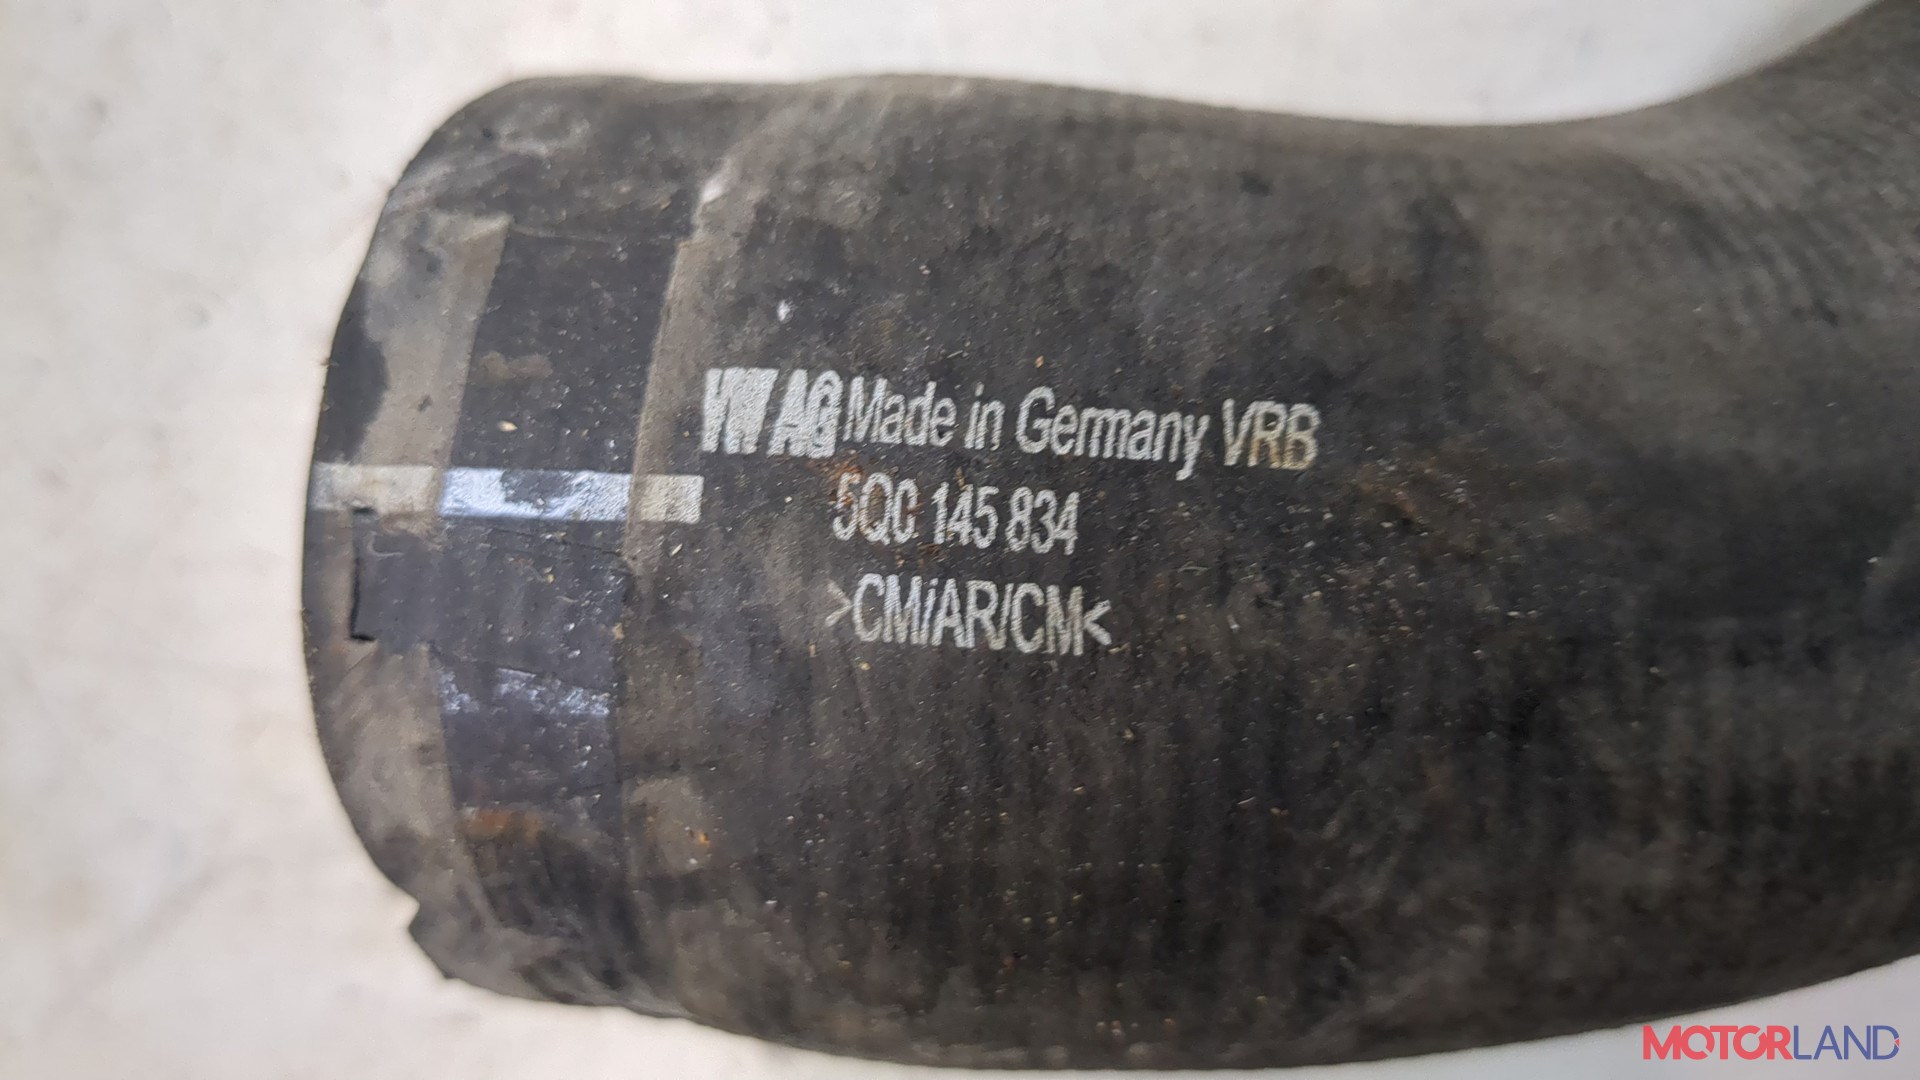 VW AG Made in Germany VRB
5Q0 145 834
>CM/AR/CM<
MOTORLAND